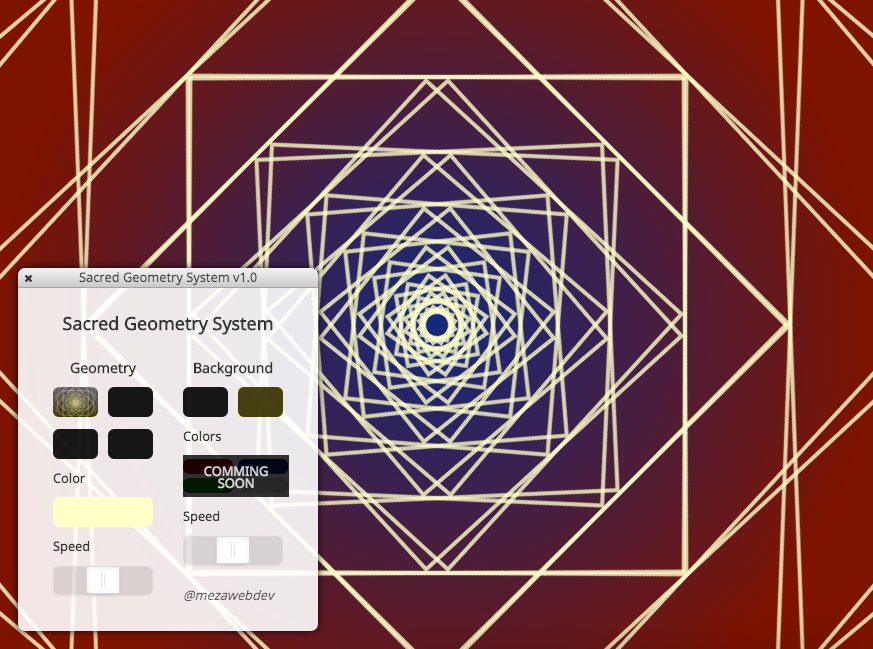 Sacred Geometry System v1.0
Sacred Geometry System
Geometry
Background
Colors
COMMING
SOON
Color
Speed
Speed
@mezawebdev